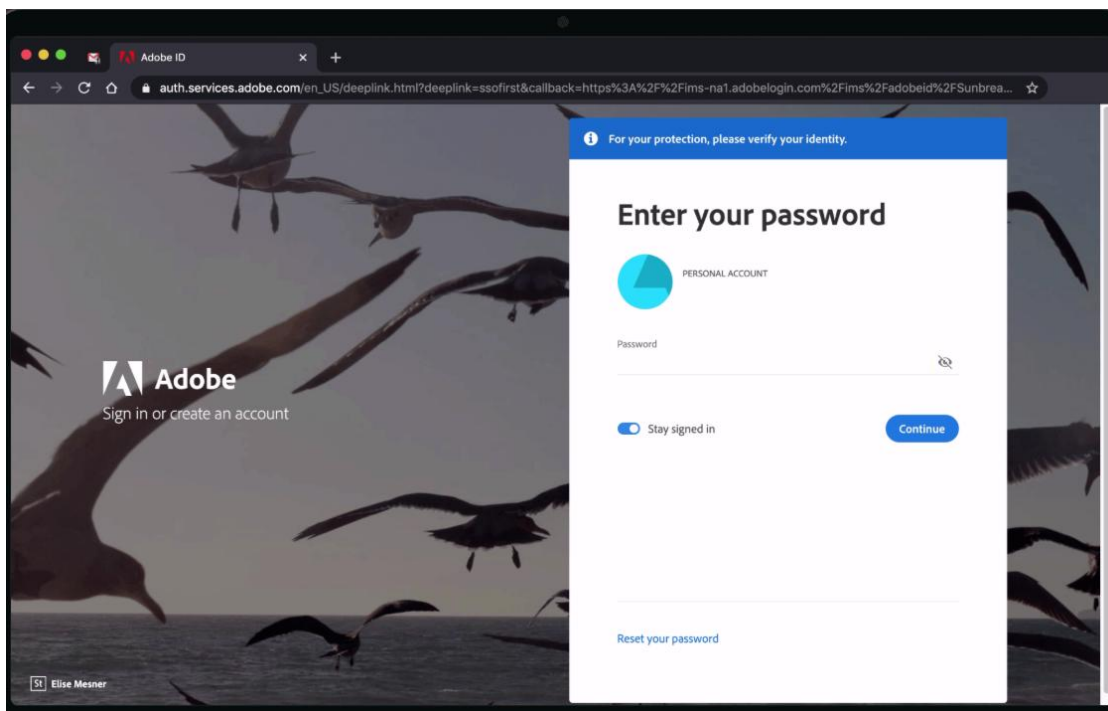 Adobe ID
auth.services.adobe.com/en_US/deeplink.html?deeplink=ssofirst&callback=https%3A%2F%2Fims-na1.adobelogin.com%2Fims%2Fadobeid%2FSunbrea...
For your protection, please verify your identity.
Enter your password
PERSONAL ACCOUNT
Password
Adobe
Sign in or create an account
Stay signed in
Continue
Reset your password
St Elise Mesner